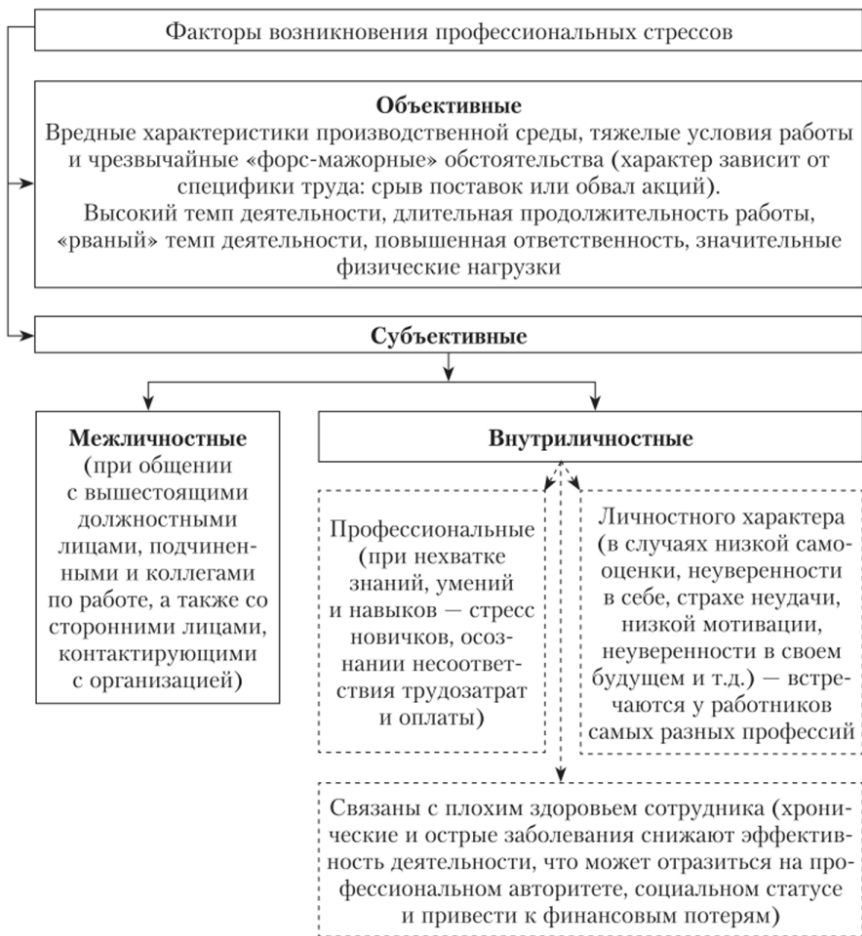 Факторы возникновения профессиональных стрессов
Объективные
Вредные характеристики производственной среды, тяжелые условия работы
и чрезвычайные «форс-мажорные» обстоятельства (характер зависит от
специфики труда: срыв поставок или обвал акций).
Высокий темп деятельности, длительная продолжительность работы,
«рваный» темп деятельности, повышенная ответственность, значительные
физические нагрузки
Субъективные
Межличностные
(при общении
с вышестоящими
должностными
лицами, подчинен-
ными и коллегами
по работе, а также со
сторонними лицами,
контактирующими
с организацией)
Внутриличностные
Профессиональные
(при нехватке
знаний, умений
и навыков — стресс
новичков, осоз-
нании несоответ-
ствия трудозатрат
и оплаты)
Личностного характера
(в случаях низкой само-
оценки, неуверенности
в себе, страхе неудачи,
низкой мотивации,
неуверенности в своем
будущем и т.д.) — встре-
чаются у работников
самых разных профессий
Связаны с плохим здоровьем сотрудника (хрони-
ческие и острые заболевания снижают эффектив-
ность деятельности, что может отразиться на про-
фессиональном авторитете, социальном статусе
и привести к финансовым потерям)